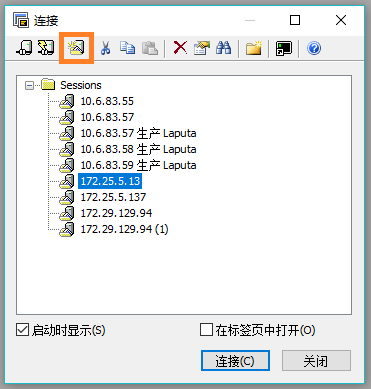 连接
Sessions
10.6.83.55
10.6.83.57
10.6.83.57 生产 Laputa
10.6.83.58 生产 Laputa
10.6.83.59 生产 Laputa
172.25.5.13
172.25.5.137
172.29.129.94
172.29.129.94 (1)
启动时显示(S) 在标签页中打开(O)
连接(C) 关闭